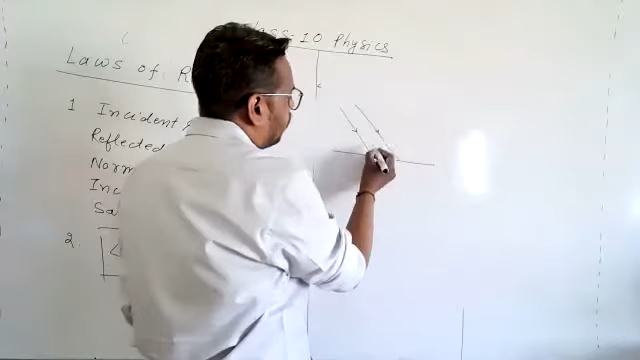 Class-10 Physics
Laws of R
1 Incident
Reflected
Norm
Inc
Sa
2.